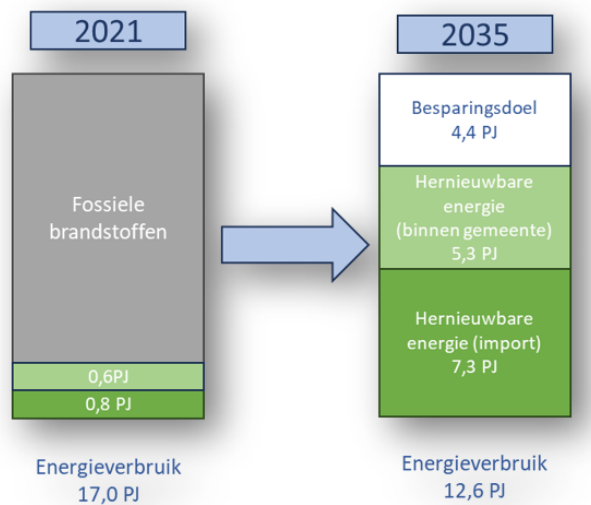 2021
Fossiele
brandstoffen
0,6PJ
0,8 PJ
Energieverbruik
17,0 PJ
2035
Besparingsdoel
4,4 PJ
Hernieuwbare
energie
(binnen gemeente)
5,3 PJ
Hernieuwbare
energie (import)
7,3 PJ
Energieverbruik
12,6 PJ